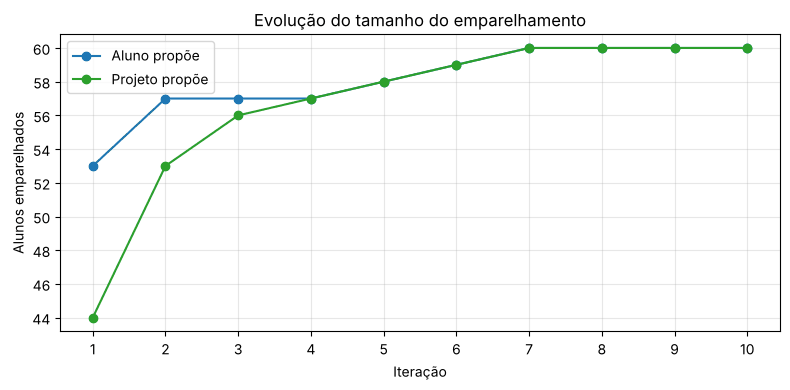 Evolução do tamanho do emparelhamento
Aluno propõe
Projeto propõe
Alunos emparelhados
60
58
56
54
52
50
48
46
44
1 2 3 4 5 6 7 8 9 10
Iteração